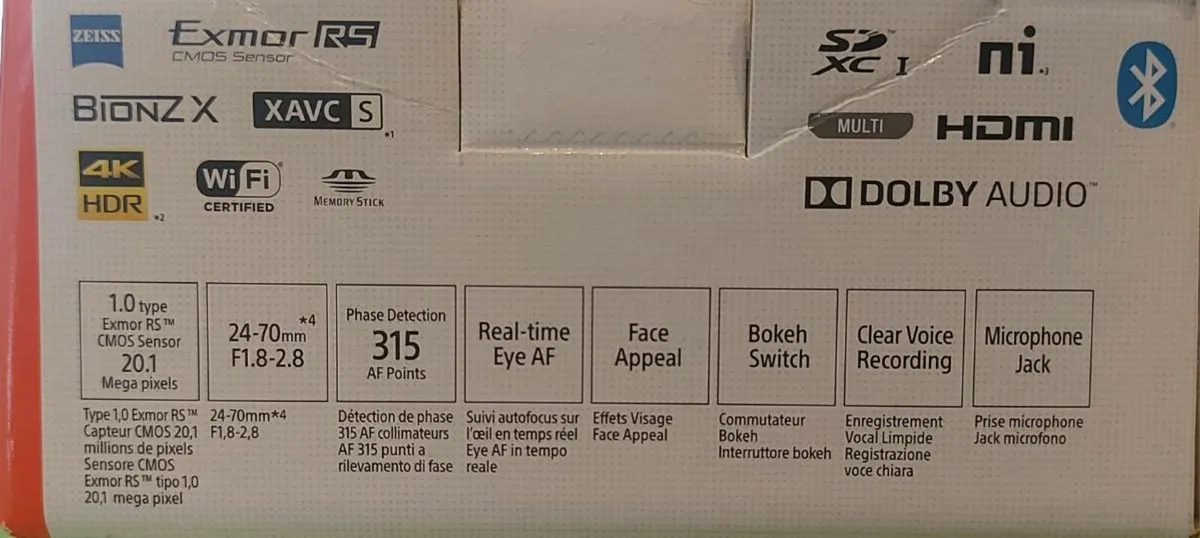 ZEISS
Exmor RS
CMOS Sensor
BIONZ X
XAVC S *1
4K
HDR *2
Wi Fi ®
CERTIFIED
MEMORY STICK
SD XC I ™
ni *3
MULTI
HDMI
DOLBY AUDIO™
1.0 type
Exmor RS™
CMOS Sensor
20.1
Mega pixels
24-70mm*4
F1.8-2.8
Phase Detection
315
AF Points
Real-time
Eye AF
Face
Appeal
Bokeh
Switch
Clear Voice
Recording
Microphone
Jack
Type 1,0 Exmor RS™
Capteur CMOS 20,1
millions de pixels
Sensore CMOS
Exmor RS™ tipo 1,0
20,1 mega pixel
24-70mm*4
F1,8-2,8
Détection de phase
315 AF collimateurs
AF 315 punti a
rilevamento di fase
Suivi autofocus sur
l'œil en temps réel
Eye AF in tempo
reale
Effets Visage
Face Appeal
Commutateur
Bokeh
Interruttore bokeh
Enregistrement
Vocal Limpide
Registrazione
voce chiara
Prise microphone
Jack microfono